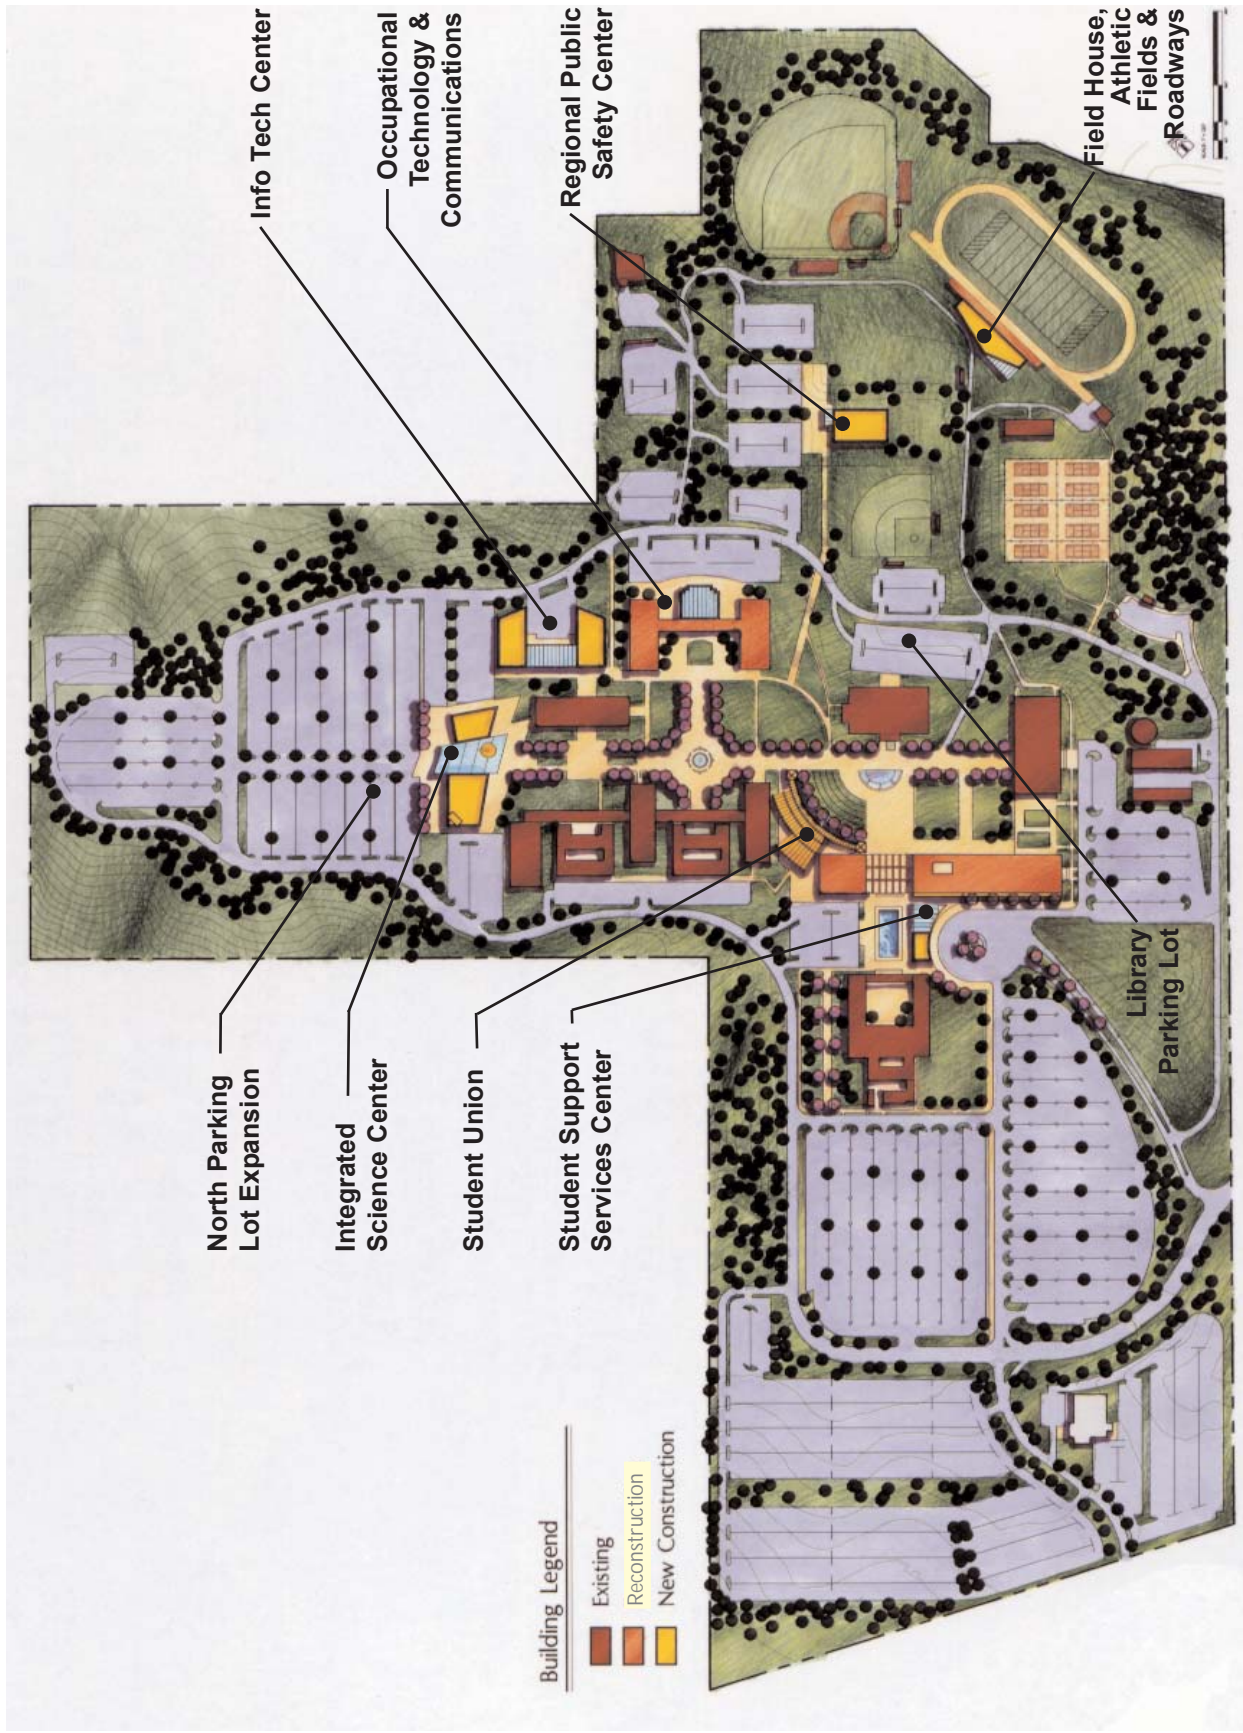 Info Tech Center
Occupational
Technology &
Communications
Regional Public
Safety Center
Field House,
Athletic
Fields &
Roadways
North Parking
Lot Expansion
Integrated
Science Center
Student Union
Student Support
Services Center
Library
Parking Lot
Building Legend
Existing
Reconstruction
New Construction